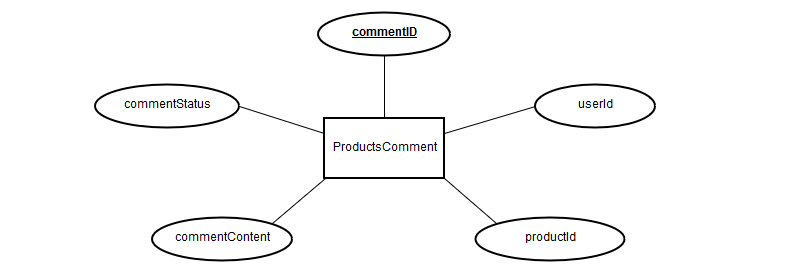 commentID
commentStatus
userId
ProductsComment
commentContent
productId